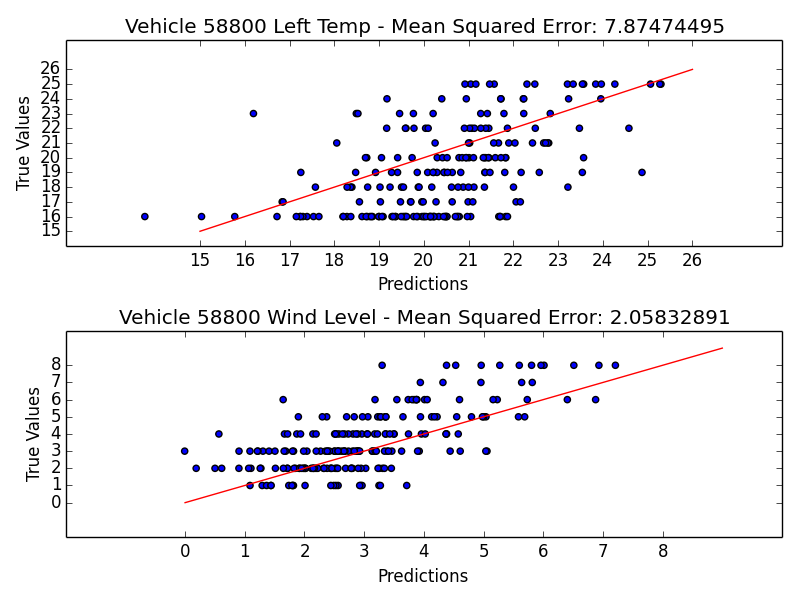 Vehicle 58800 Left Temp - Mean Squared Error: 7.87474495
True Values
26
25
24
23
22
21
20
19
18
17
16
15
15 16 17 18 19 20 21 22 23 24 25 26
Predictions
Vehicle 58800 Wind Level - Mean Squared Error: 2.05832891
True Values
8
7
6
5
4
3
2
1
0
0 1 2 3 4 5 6 7 8
Predictions